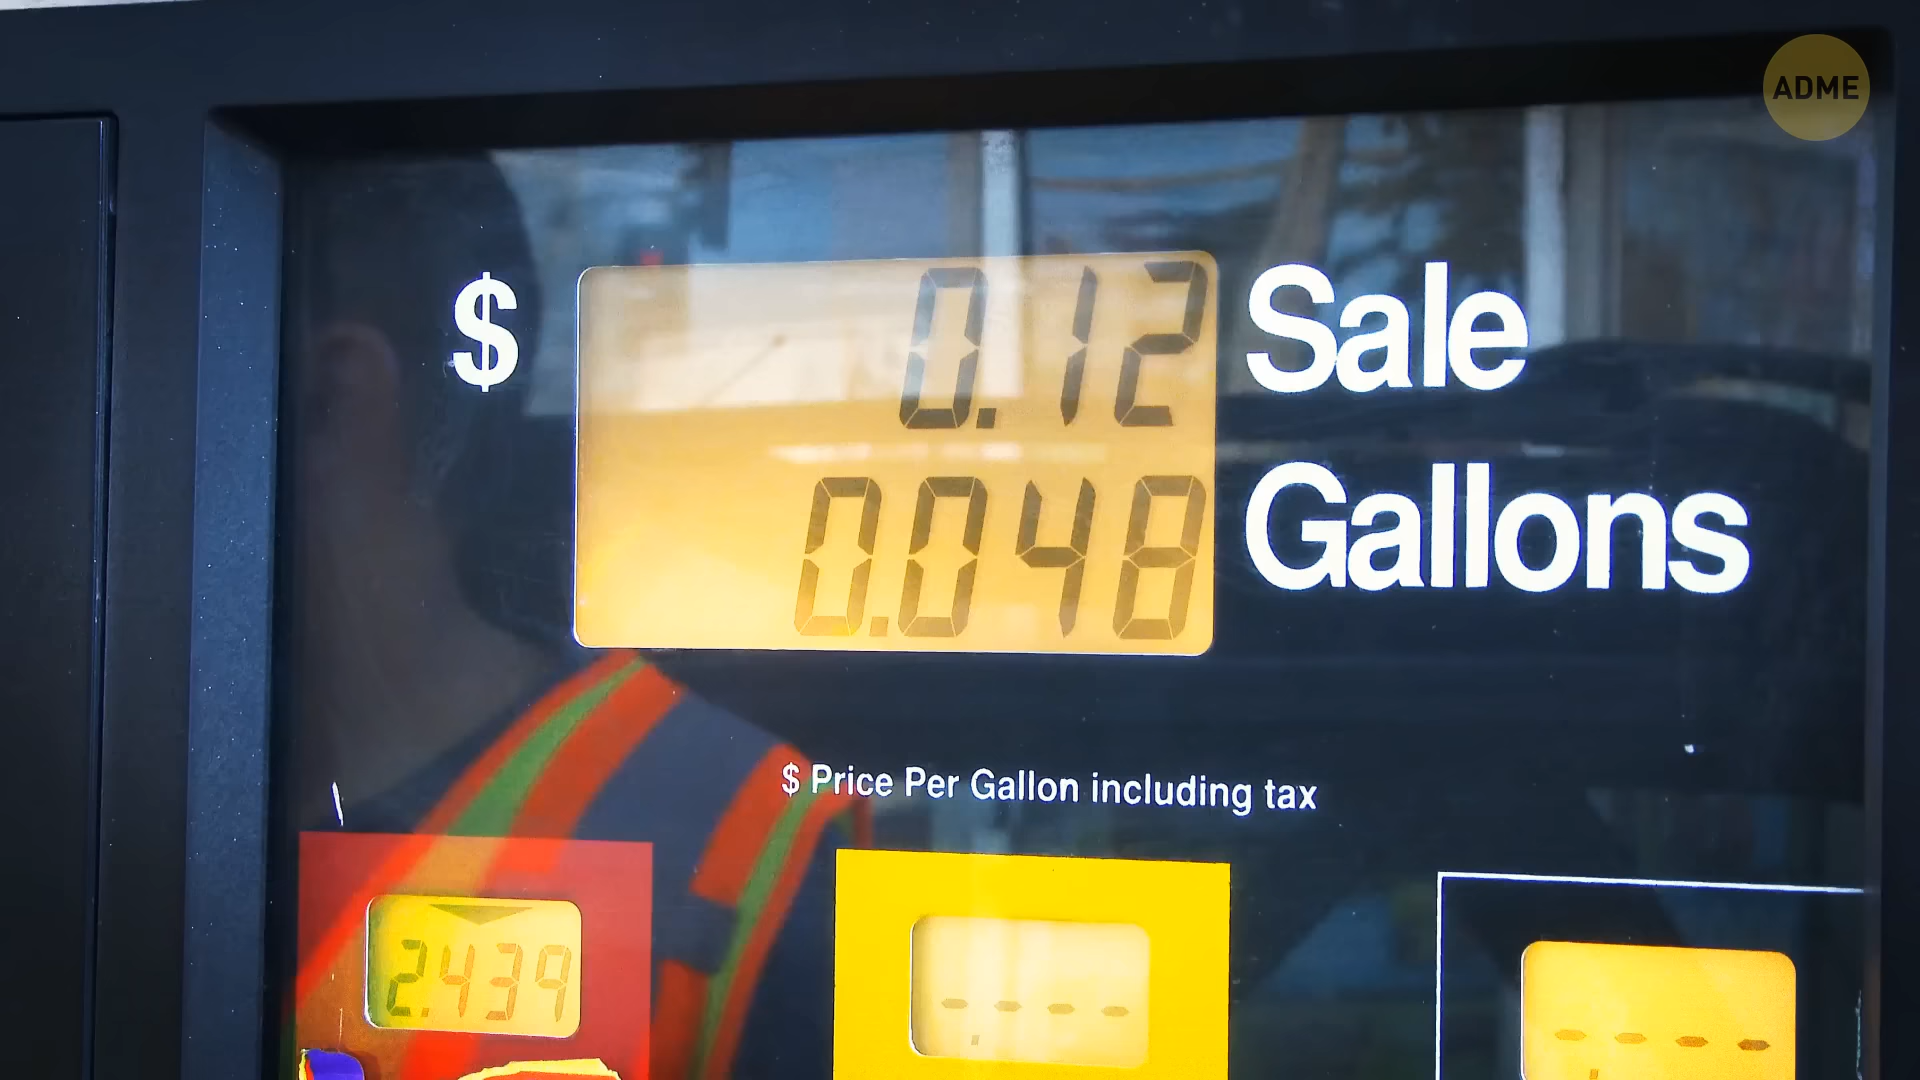 ADME
$ 0.12 Sale
0.048 Gallons
$ Price Per Gallon including tax
2.439
- - - -
- - - -